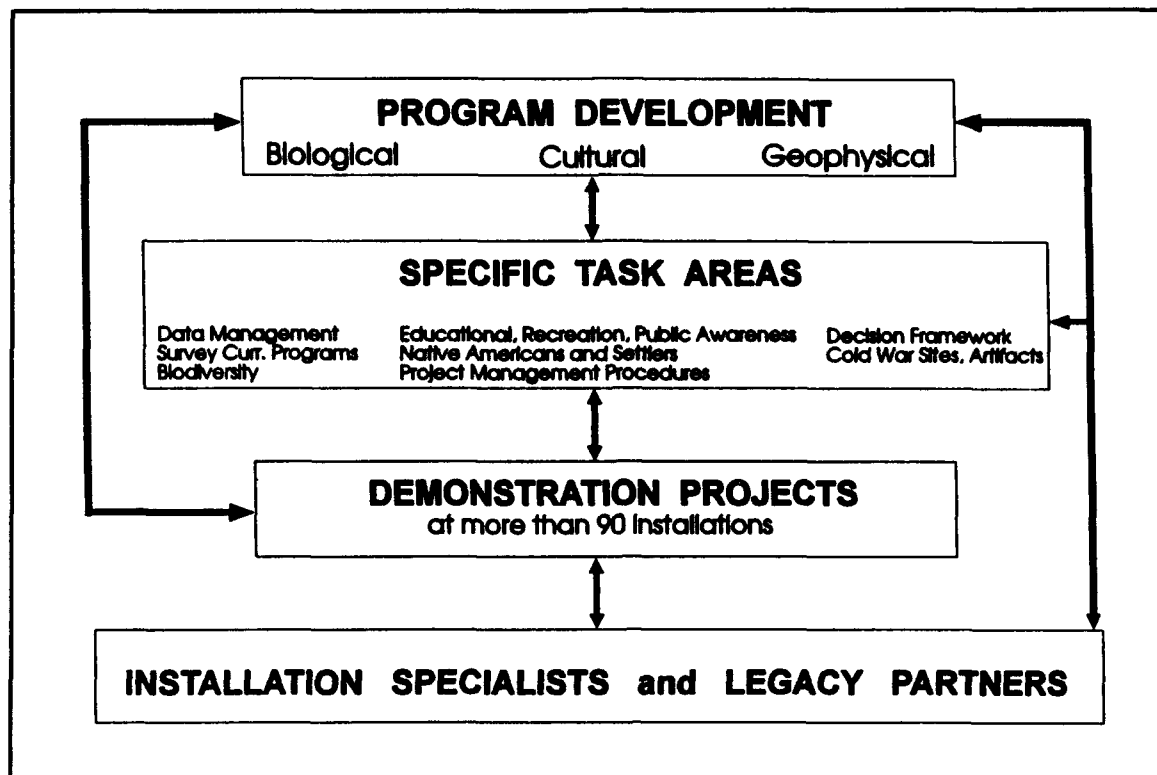 PROGRAM DEVELOPMENT
Biological Cultural Geophysical
SPECIFIC TASK AREAS
Data Management Educational, Recreation, Public Awareness Decision Framework
Survey Curr. Programs Native Americans and Settlers Cold War Sites, Artifacts
Biodiversity Project Management Procedures
DEMONSTRATION PROJECTS
at more than 90 installations
INSTALLATION SPECIALISTS and LEGACY PARTNERS